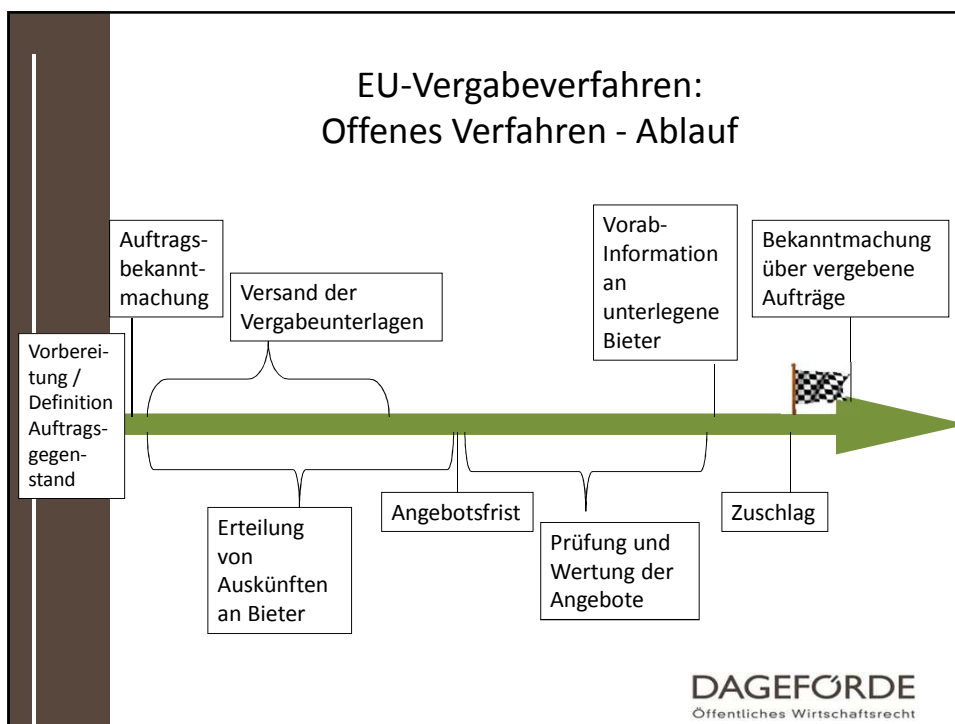 EU-Vergabeverfahren:
Offenes Verfahren - Ablauf
Vorberei-
tung /
Definition
Auftrags-
gegen-
stand
Auftrags-
bekannt-
machung
Versand der
Vergabeunterlagen
Erteilung
von
Auskünften
an Bieter
Angebotsfrist
Prüfung und
Wertung der
Angebote
Vorab-
Information
an
unterlegene
Bieter
Zuschlag
Bekanntmachung
über vergebene
Aufträge
DAGEFÖRDE
Öffentliches Wirtschaftsrecht